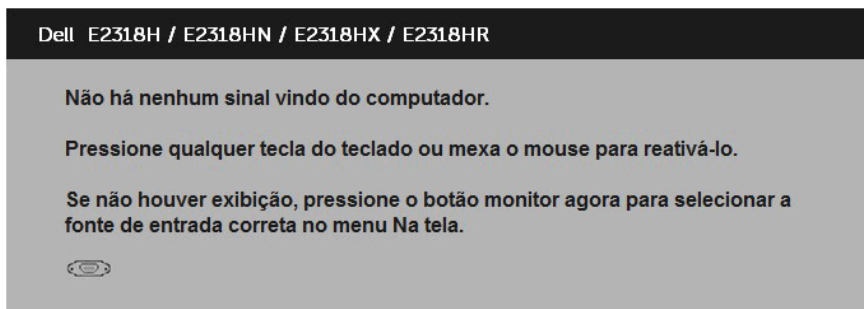 Dell E2318H / E2318HN / E2318HX / E2318HR
Não há nenhum sinal vindo do computador.
Pressione qualquer tecla do teclado ou mexa o mouse para reativá-lo.
Se não houver exibição, pressione o botão monitor agora para selecionar a
fonte de entrada correta no menu Na tela.